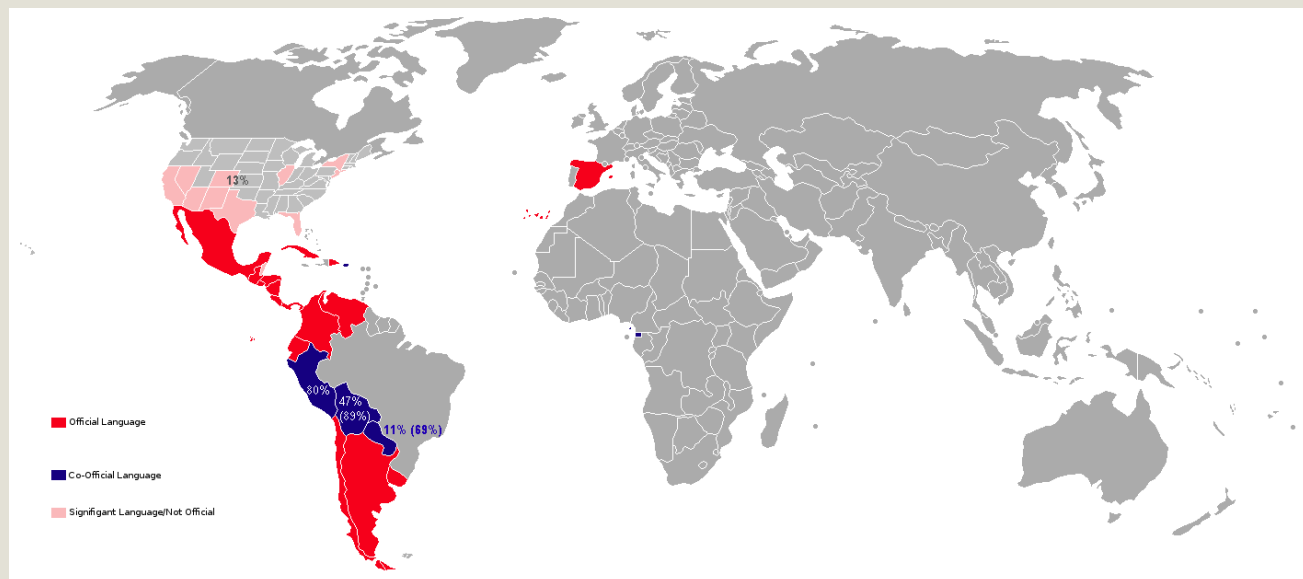 13%
80%
47%
(89%)
11% (69%)
Official Language
Co-Official Language
Signifigant Language/Not Official